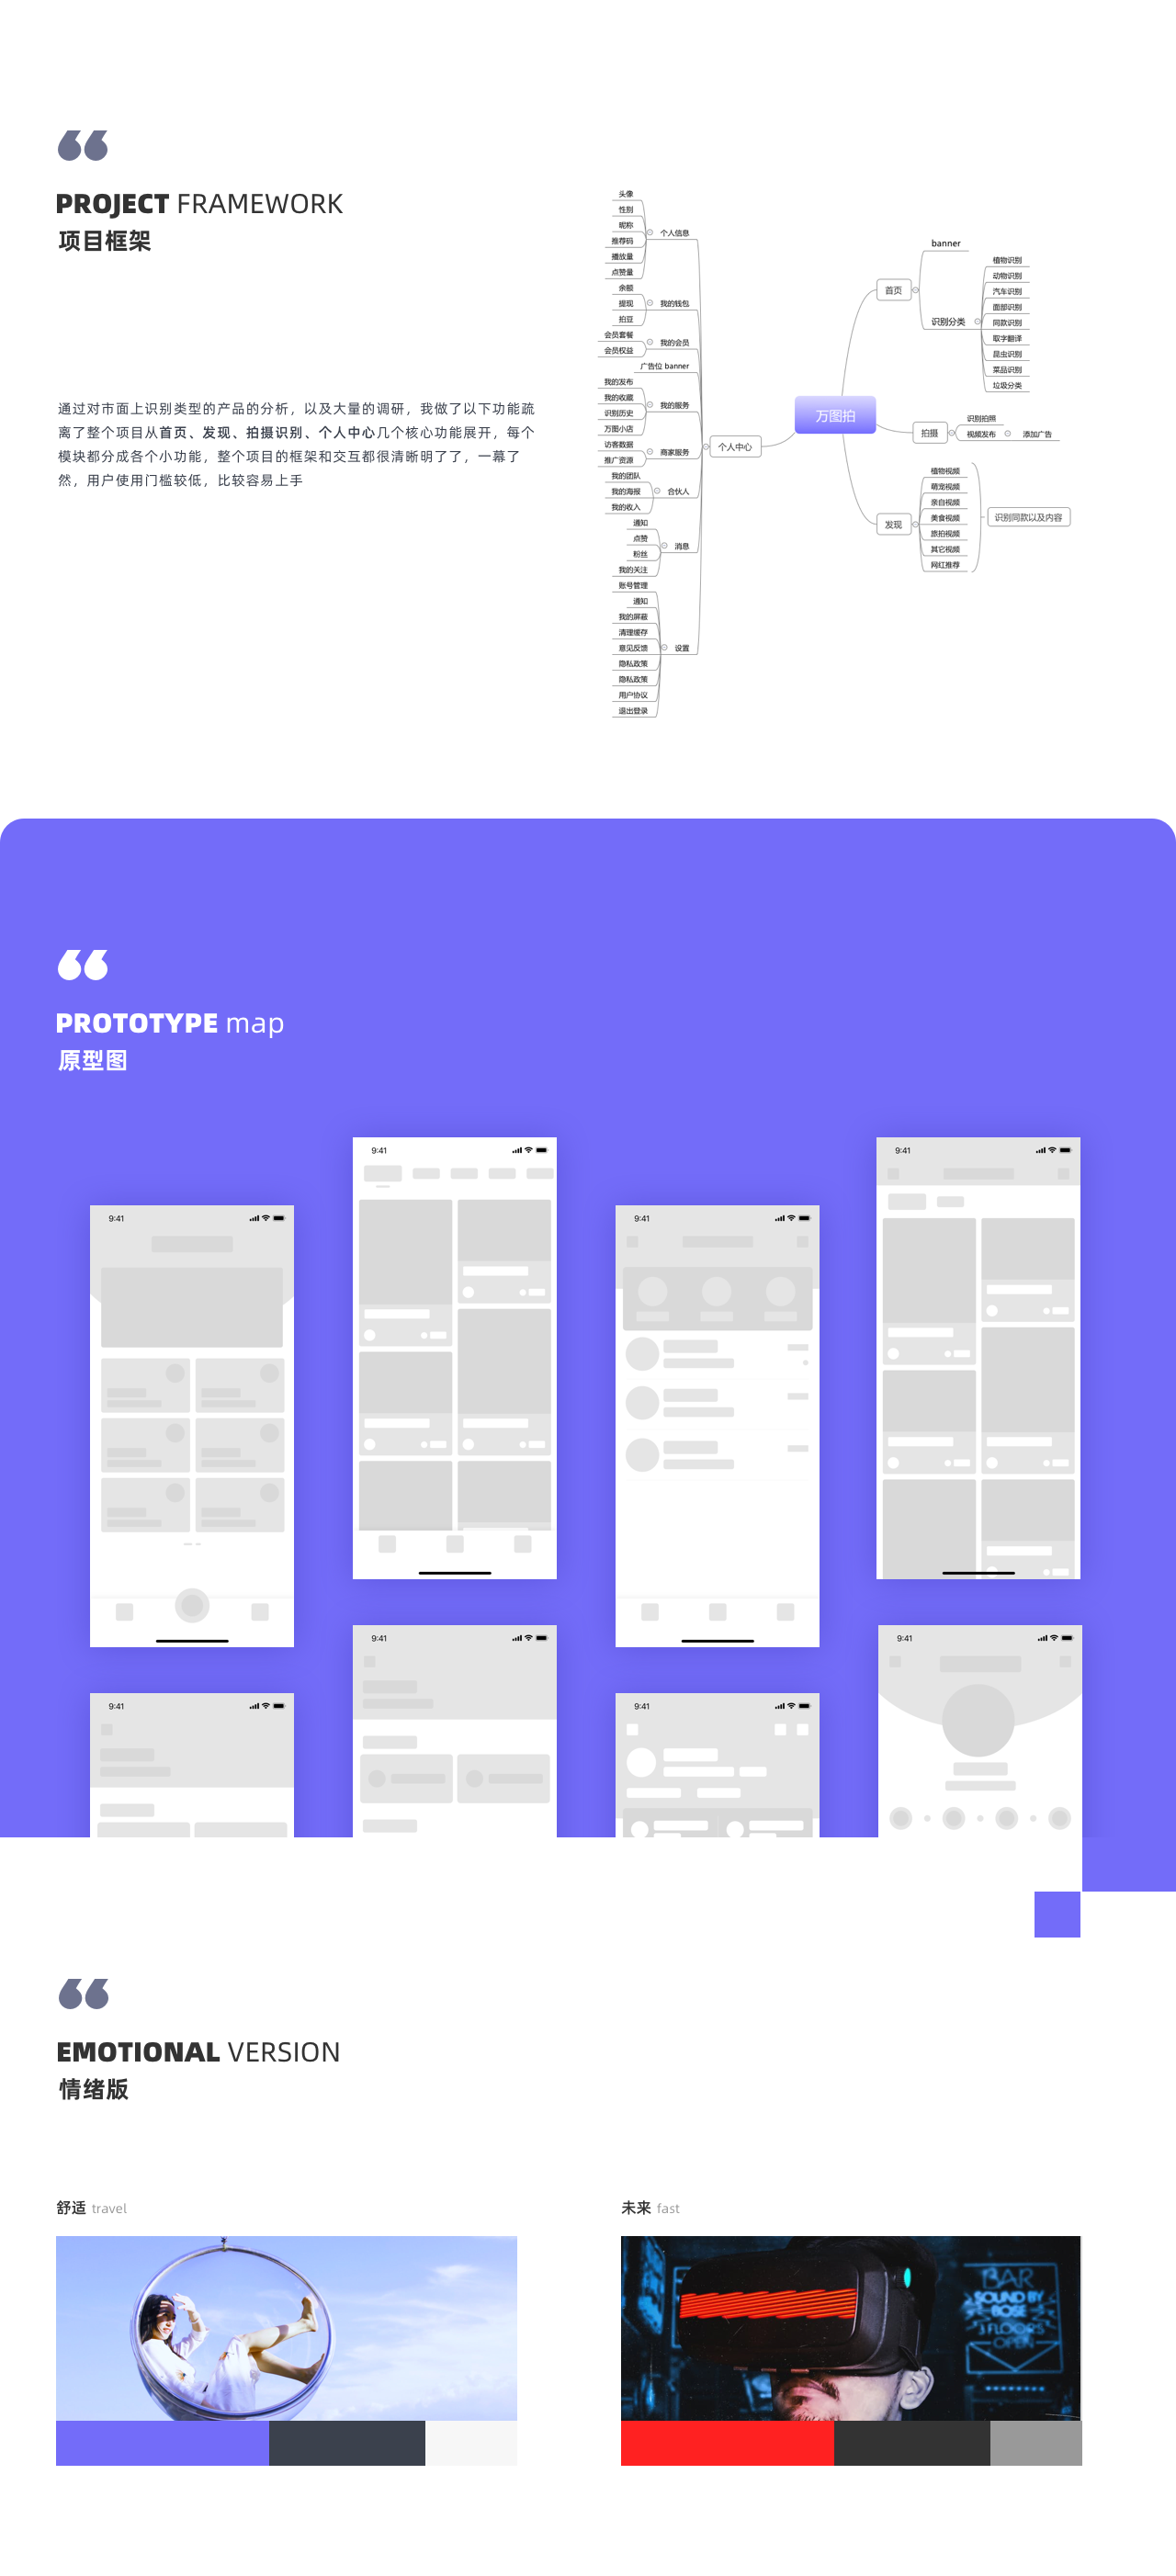 PROJECT FRAMEWORK
项目框架
通过对市面上识别类型的产品的分析，以及大量的调研，我做了以下功能疏
离了整个项目从首页、发现、拍摄识别、个人中心几个核心功能展开，每个
模块都分成各个小功能，整个项目的框架和交互都很清晰明了了，一幕了
然，用户使用门槛较低，比较容易上手
头像
性别
昵称
推荐码
播放量
点赞量
个人信息
余额
提现
拍豆
我的钱包
会员套餐
会员权益
我的会员
广告位 banner
我的发布
我的收藏
识别历史
万图小店
我的服务
访客数据
推广资源
商家服务
我的团队
我的海报
我的收入
合伙人
通知
点赞
粉丝
我的关注
消息
账号管理
通知
我的屏蔽
清理缓存
意见反馈
隐私政策
隐私政策
用户协议
退出登录
设置
个人中心
万图拍
首页
banner
识别分类
植物识别
动物识别
汽车识别
面部识别
同款识别
取字翻译
昆虫识别
菜品识别
垃圾分类
拍摄
识别拍照
视频发布
添加广告
发现
植物视频
萌宠视频
亲自视频
美食视频
旅拍视频
其它视频
网红推荐
识别同款以及内容
PROTOTYPE map
原型图
9:41
9:41
9:41
9:41
9:41
9:41
9:41
9:41
EMOTIONAL VERSION
情绪版
舒适 travel
未来 fast
BAR
SOUND BY
BOSE
3 FLOORS
OPEN